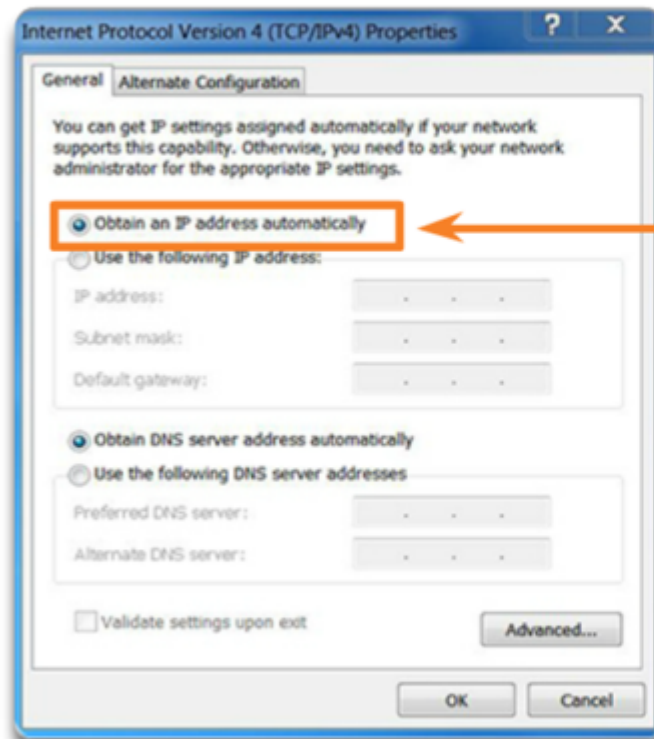 Internet Protocol Version 4 (TCP/IPv4) Properties
? X
General Alternate Configuration
You can get IP settings assigned automatically if your network
supports this capability. Otherwise, you need to ask your network
administrator for the appropriate IP settings.
Obtain an IP address automatically
Use the following IP address:
IP address:
Subnet mask:
Default gateway:
Obtain DNS server address automatically
Use the following DNS server addresses
Preferred DNS server:
Alternate DNS server:
Validate settings upon exit
Advanced...
OK Cancel